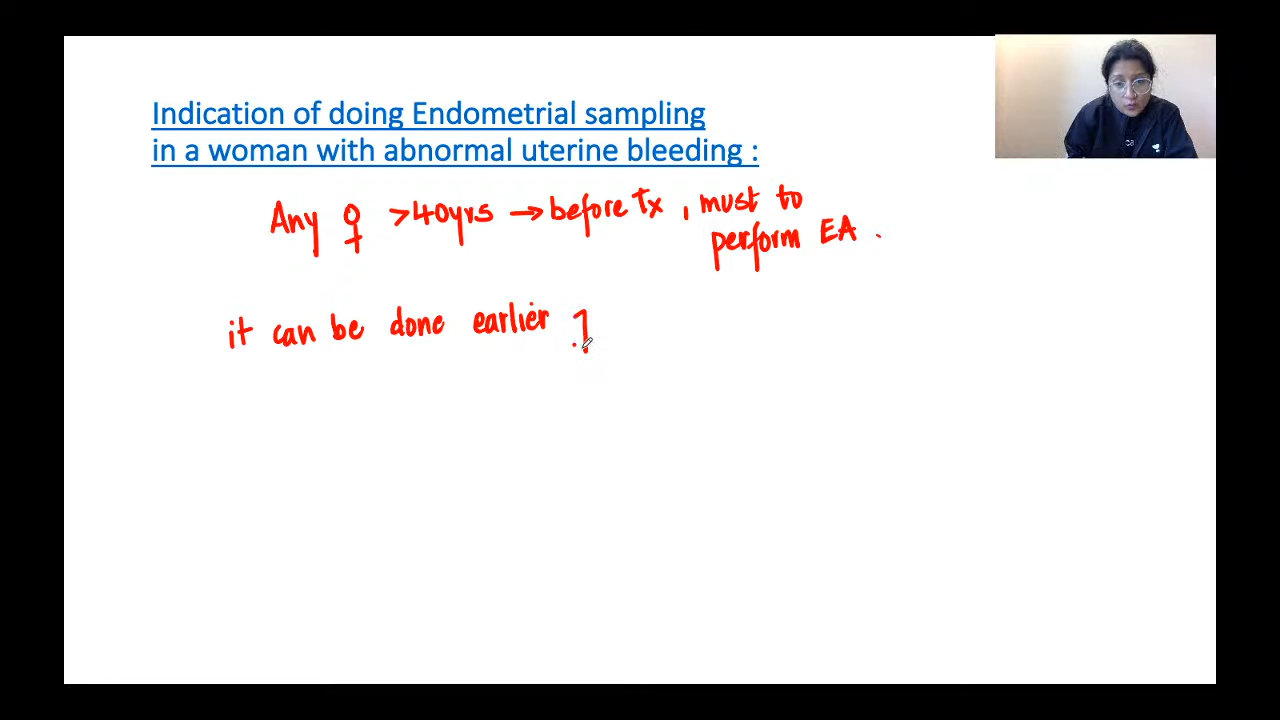 Indication of doing Endometrial sampling
in a woman with abnormal uterine bleeding :
Any ♀ >40yrs → before Tx , must to
perform EA .
it can be done earlier